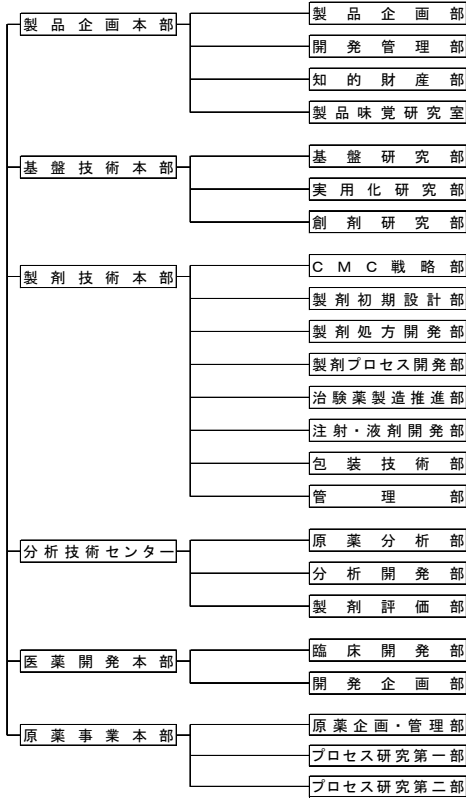 製品企画本部
製品企画部
開発管理部
知的財産部
製品味覚研究室
基盤技術本部
基盤研究部
実用化研究部
創剤研究部
製剤技術本部
CMC戦略部
製剤初期設計部
製剤処方開発部
製剤プロセス開発部
治験薬製造推進部
注射・液剤開発部
包装技術部
管理部
分析技術センター
原薬分析部
分析開発部
製剤評価部
医薬開発本部
臨床開発部
開発企画部
原薬事業本部
原薬企画・管理部
プロセス研究第一部
プロセス研究第二部